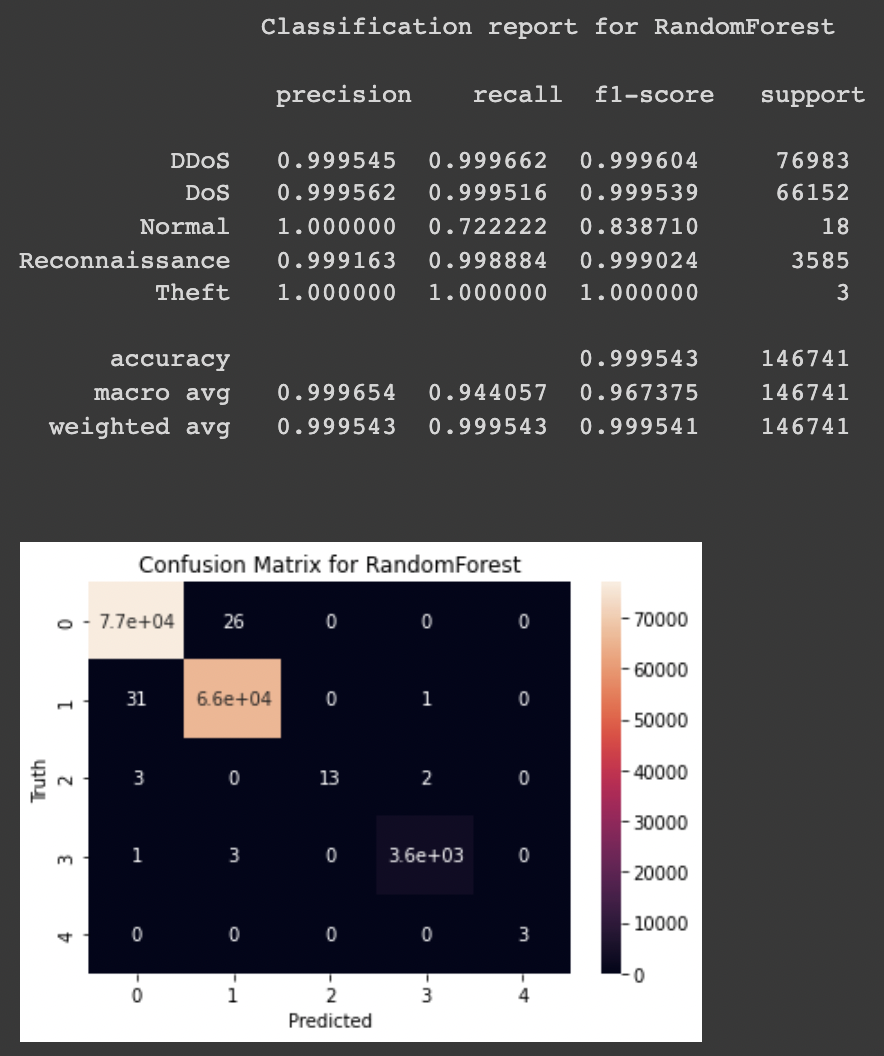 Classification report for RandomForest
precision recall f1-score support
DDoS 0.999545 0.999662 0.999604 76983
DoS 0.999562 0.999516 0.999539 66152
Normal 1.000000 0.722222 0.838710 18
Reconnaissance 0.999163 0.998884 0.999024 3585
Theft 1.000000 1.000000 1.000000 3
accuracy 0.999543 146741
macro avg 0.999654 0.944057 0.967375 146741
weighted avg 0.999543 0.999543 0.999541 146741
Confusion Matrix for RandomForest
0 7.7e+04 26 0 0 0
1 31 6.6e+04 0 1 0
2 3 0 13 2 0
3 1 3 0 3.6e+03 0
4 0 0 0 0 3
0 1 2 3 4
Predicted
Truth
70000
60000
50000
40000
30000
20000
10000
0